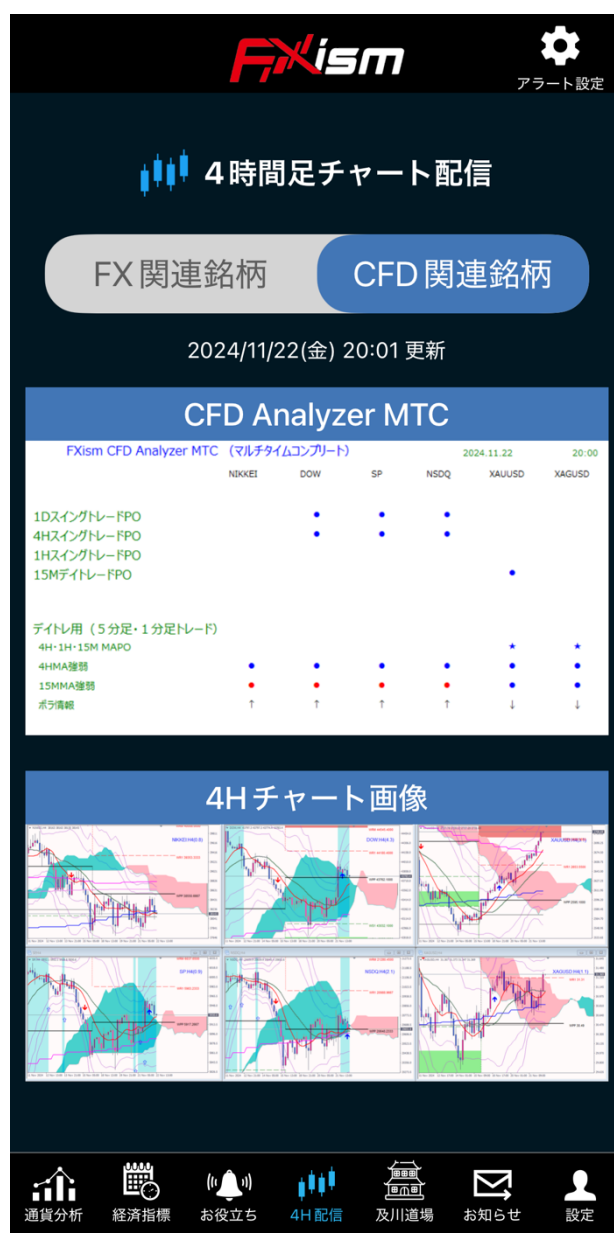 FXism
アラート設定
4時間足チャート配信
FX関連銘柄 CFD関連銘柄
2024/11/22(金) 20:01 更新
CFD Analyzer MTC
FXism CFD Analyzer MTC (マルチタイムコンプリート) 2024.11.22 20:00
NIKKEI DOW SP NSDQ XAUUSD XAGUSD
1DスイングトレードPO ● ● ●
4HスイングトレードPO ● ● ●
1HスイングトレードPO
15MデイトレードPO ●
デイトレ用(5分足・1分足トレード)
4H・1H・15M MAPO ★ ★
4HMA強弱 ● ● ● ● ● ●
15MMA強弱 ● ● ● ● ● ●
ボラ情報 ↑ ↑ ↑ ↑ ↓ ↓
4Hチャート画像
通貨分析 経済指標 お役立ち 4H配信 及川道場 お知らせ 設定